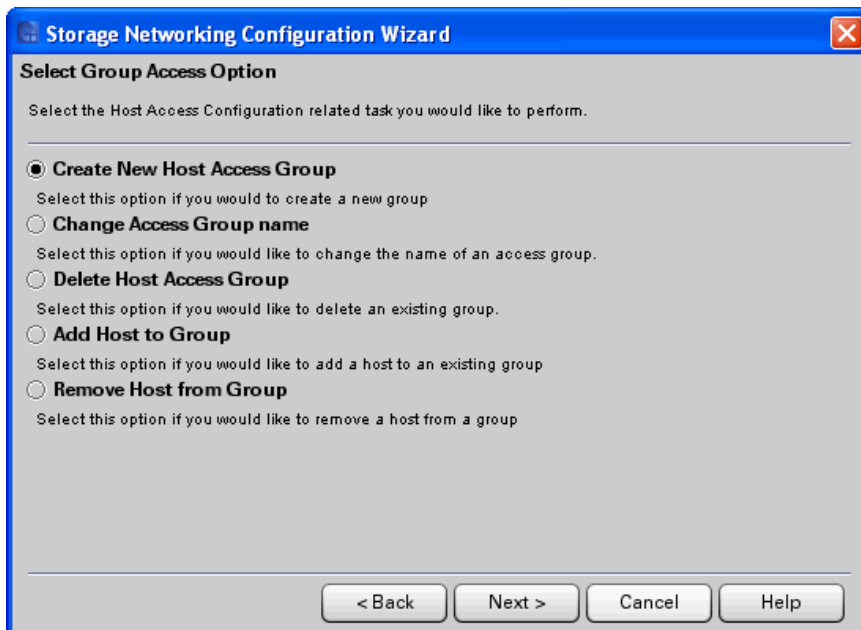 Storage Networking Configuration Wizard
Select Group Access Option
Select the Host Access Configuration related task you would like to perform.
Create New Host Access Group
Select this option if you would to create a new group
Change Access Group name
Select this option if you would like to change the name of an access group.
Delete Host Access Group
Select this option if you would like to delete an existing group.
Add Host to Group
Select this option if you would like to add a host to an existing group
Remove Host from Group
Select this option if you would like to remove a host from a group
< Back Next > Cancel Help